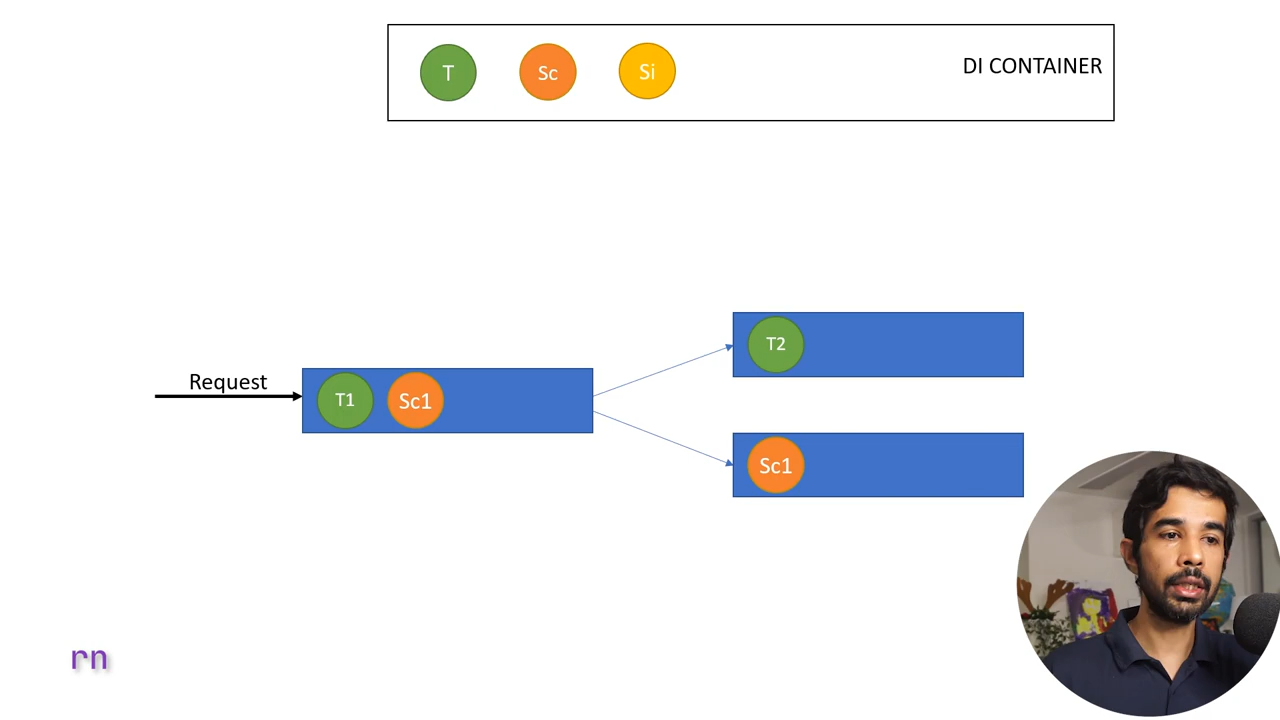 T Sc Si DI CONTAINER
T2
Request
T1 Sc1
Sc1
rn